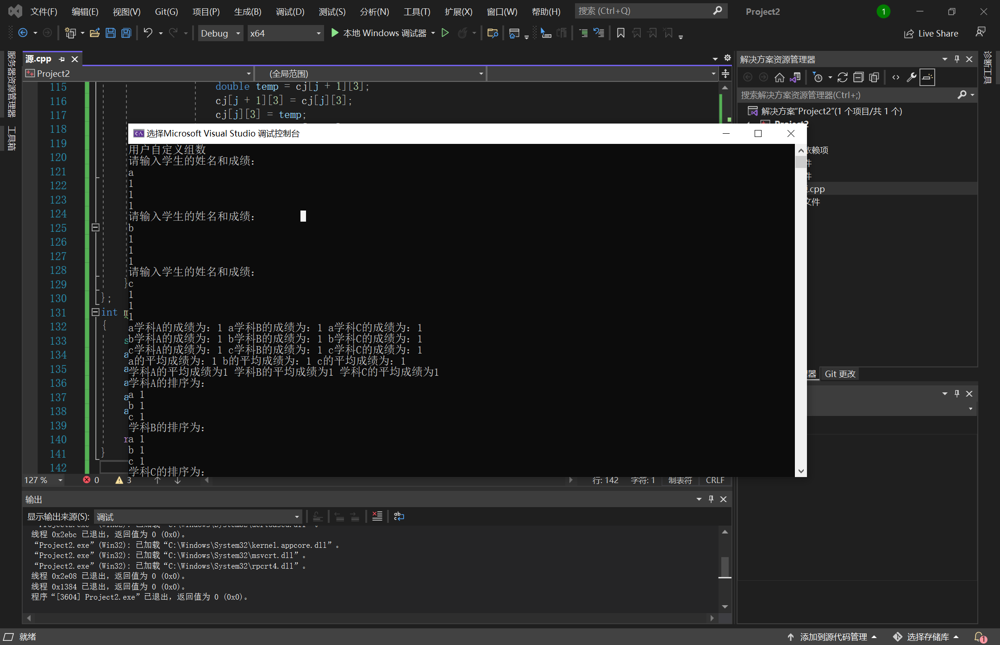 文件(F) 编辑(E) 视图(V) Git(G) 项目(P) 生成(B) 调试(D) 测试(S) 分析(N) 工具(T) 扩展(X) 窗口(W) 帮助(H) 搜索 (Ctrl+Q) Project2 1
Debug x64 本地 Windows 调试器 Live Share
服务器资源管理器
工具箱
源.cpp
Project2 (全局范围)
115 double temp = cj[j + 1][3];
116 cj[j + 1][3] = cj[j][3];
117 cj[j][3] = temp;
118
119
120
121
122
123
124
125
126
127
128
129 }
130 };
131 int m
132 {
133 s
134 a
135 a
136 a
137 a
138 a
139
140 r
141 }
142
选择Microsoft Visual Studio 调试控制台
用户自定义组数
请输入学生的姓名和成绩：
a
1
1
1
请输入学生的姓名和成绩：
b
1
1
1
请输入学生的姓名和成绩：
c
1
1
1
a学科A的成绩为：1 a学科B的成绩为：1 a学科C的成绩为：1
b学科A的成绩为：1 b学科B的成绩为：1 b学科C的成绩为：1
c学科A的成绩为：1 c学科B的成绩为：1 c学科C的成绩为：1
a的平均成绩为：1 b的平均成绩为：1 c的平均成绩为：1
学科A的平均成绩为1 学科B的平均成绩为1 学科C的平均成绩为1
学科A的排序为：
a 1
b 1
c 1
学科B的排序为：
a 1
b 1
c 1
学科C的排序为：
127 % 0 3 行: 142 字符: 1 制表符 CRLF
输出
显示输出来源(S): 调试
线程 0x2ebc 已退出，返回值为 0 (0x0)。
“Project2.exe”(Win32): 已加载“C:\Windows\System32\kernel.appcore.dll”。
“Project2.exe”(Win32): 已加载“C:\Windows\System32\msvcrt.dll”。
“Project2.exe”(Win32): 已加载“C:\Windows\System32\rpcrt4.dll”。
线程 0x2e08 已退出，返回值为 0 (0x0)。
线程 0x1384 已退出，返回值为 0 (0x0)。
程序“[3604] Project2.exe”已退出，返回值为 0 (0x0)。
解决方案资源管理器
搜索解决方案资源管理器(Ctrl+;)
解决方案“Project2”(1 个项目/共 1 个)
Project2
依赖项
件
件
.cpp
文件
理器 Git 更改
诊断工具
就绪 添加到源代码管理 选择存储库 1